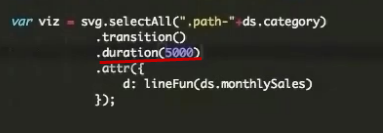 var viz = svg.selectAll(".path-"+ds.category)
.transition()
.duration(5000)
.attr({
d: lineFun(ds.monthlySales)
});